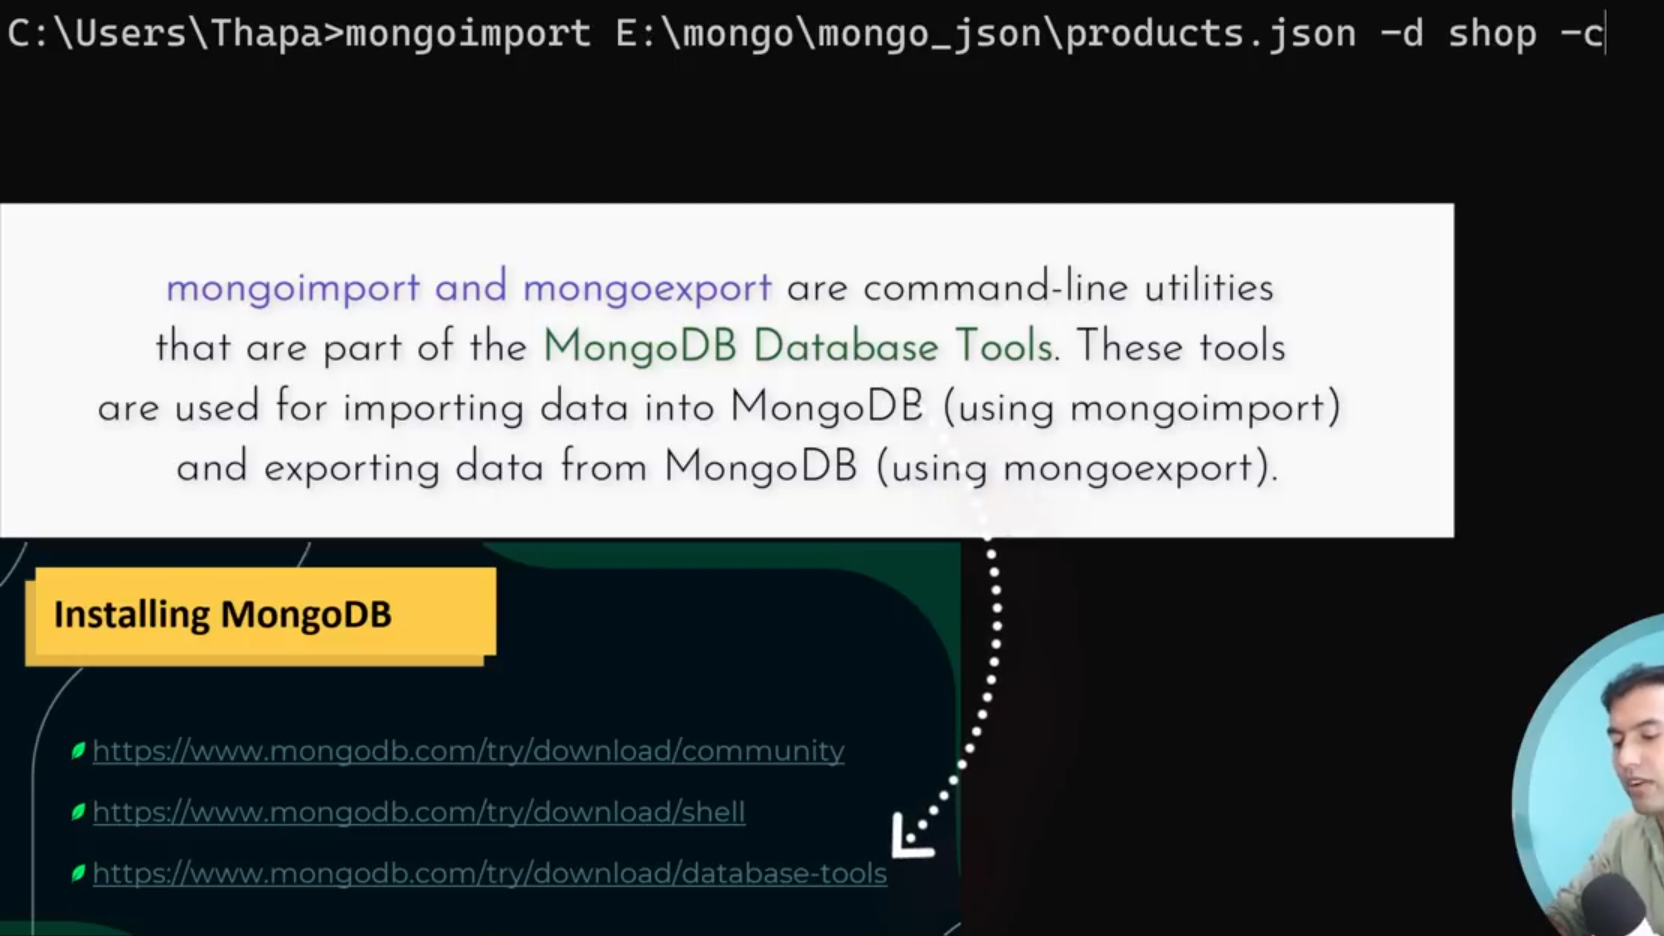 C:\Users\Thapa>mongoimport E:\mongo\mongo_json\products.json -d shop -c
mongoimport and mongoexport are command-line utilities
that are part of the MongoDB Database Tools. These tools
are used for importing data into MongoDB (using mongoimport)
and exporting data from MongoDB (using mongoexport).
Installing MongoDB
https://www.mongodb.com/try/download/community
https://www.mongodb.com/try/download/shell
https://www.mongodb.com/try/download/database-tools